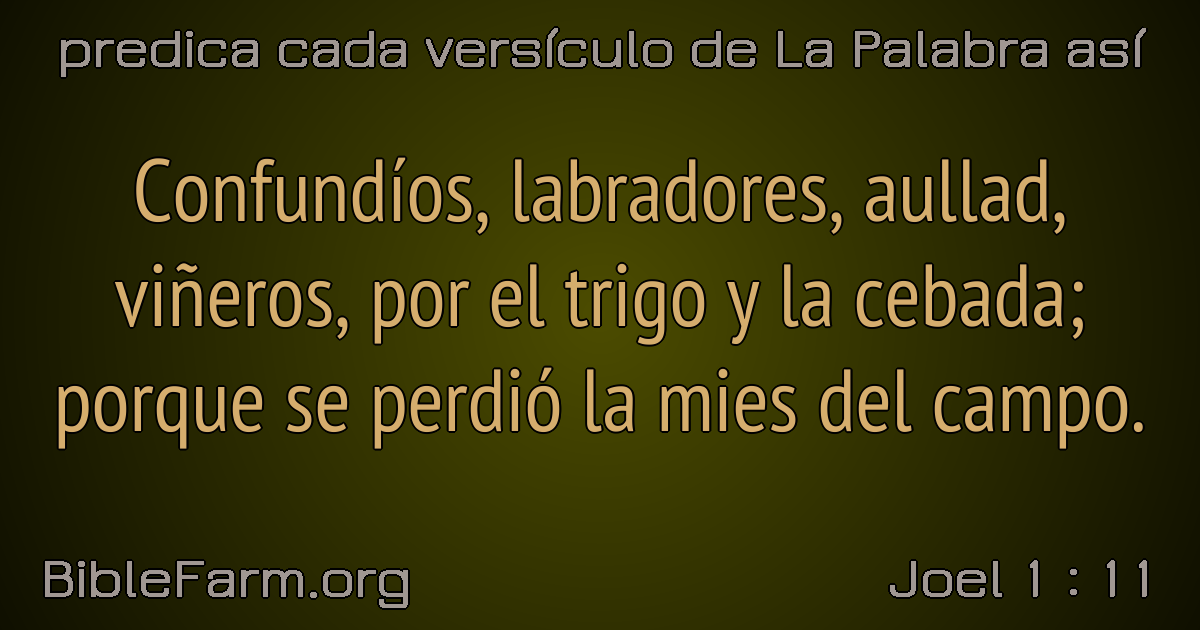 predica cada versículo de La Palabra así
Confundíos, labradores, aullad,
viñeros, por el trigo y la cebada;
porque se perdió la mies del campo.
BibleFarm.org
Joel 1 : 11